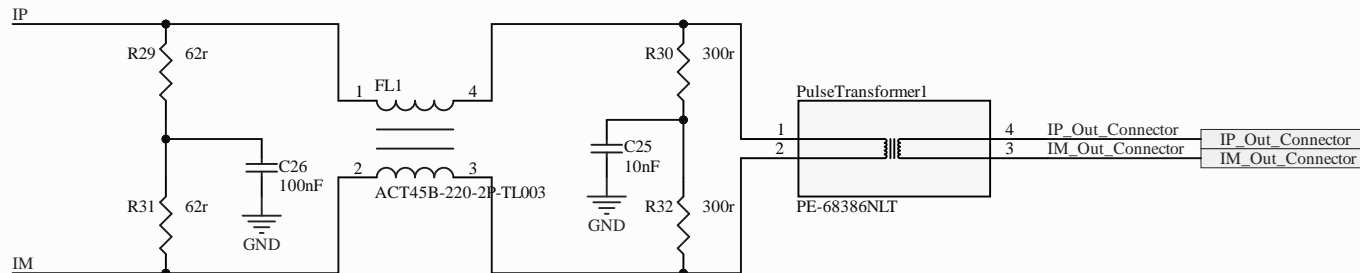 IP
R29 62r
FL1
1 4
R30 300r
PulseTransformer1
1
2
4 IP_Out_Connector
3 IM_Out_Connector
IP_Out_Connector
IM_Out_Connector
C26
100nF
C25
10nF
2 3
ACT45B-220-2P-TL003
R31 62r
R32 300r
PE-68386NLT
GND
GND
IM